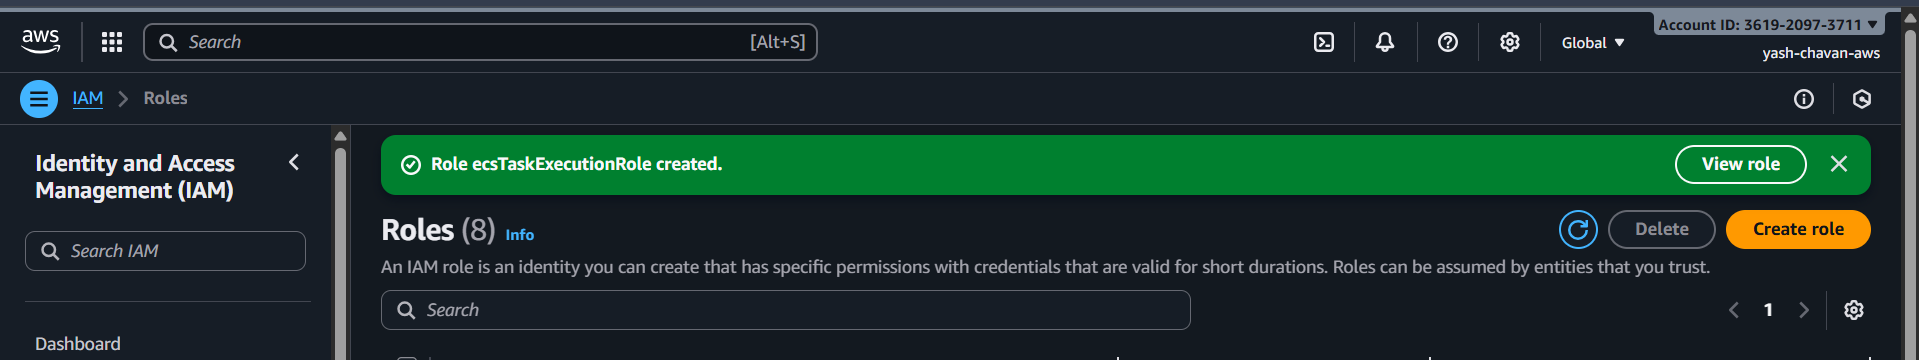 aws
Search
[Alt+S]
Global
Account ID: 3619-2097-3711
yash-chavan-aws
IAM
Roles
Identity and Access
Management (IAM)
Search IAM
Dashboard
Role ecsTaskExecutionRole created.
View role
Roles (8) Info
Delete
Create role
An IAM role is an identity you can create that has specific permissions with credentials that are valid for short durations. Roles can be assumed by entities that you trust.
Search
1